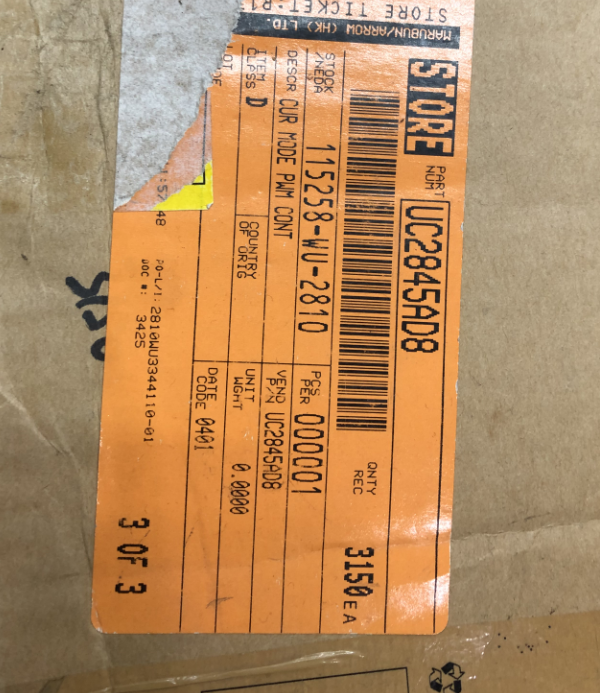 STORE TICKET:
MARUBUN/ARROW (HK) LTD.
STORE
PART NUM
UC2845AD8
QNTY REC
3150 EA
STOCK /NEDA
115258-WU-2810
PCS PER
000001
DESCR
CUR MODE PWM CONT
VEND P/N
UC2845AD8
ITEM CLASS
D
COUNTRY OF ORIG
UNIT WGHT
0.0000
DATE CODE
0401
PO-L/I: 2810WU3344110-01
DOC #: 3425
3 OF 3